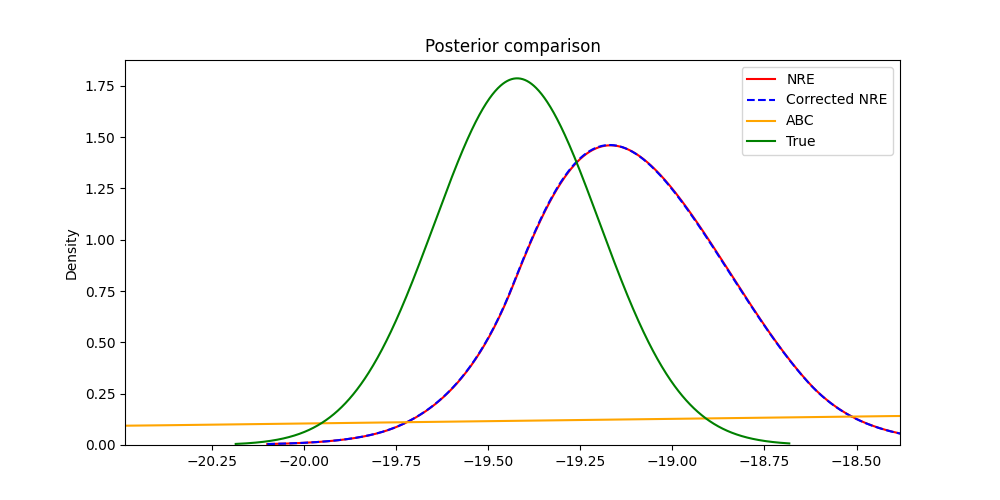 Posterior comparison
NRE
Corrected NRE
ABC
True
Density
1.75
1.50
1.25
1.00
0.75
0.50
0.25
0.00
−20.25 −20.00 −19.75 −19.50 −19.25 −19.00 −18.75 −18.50